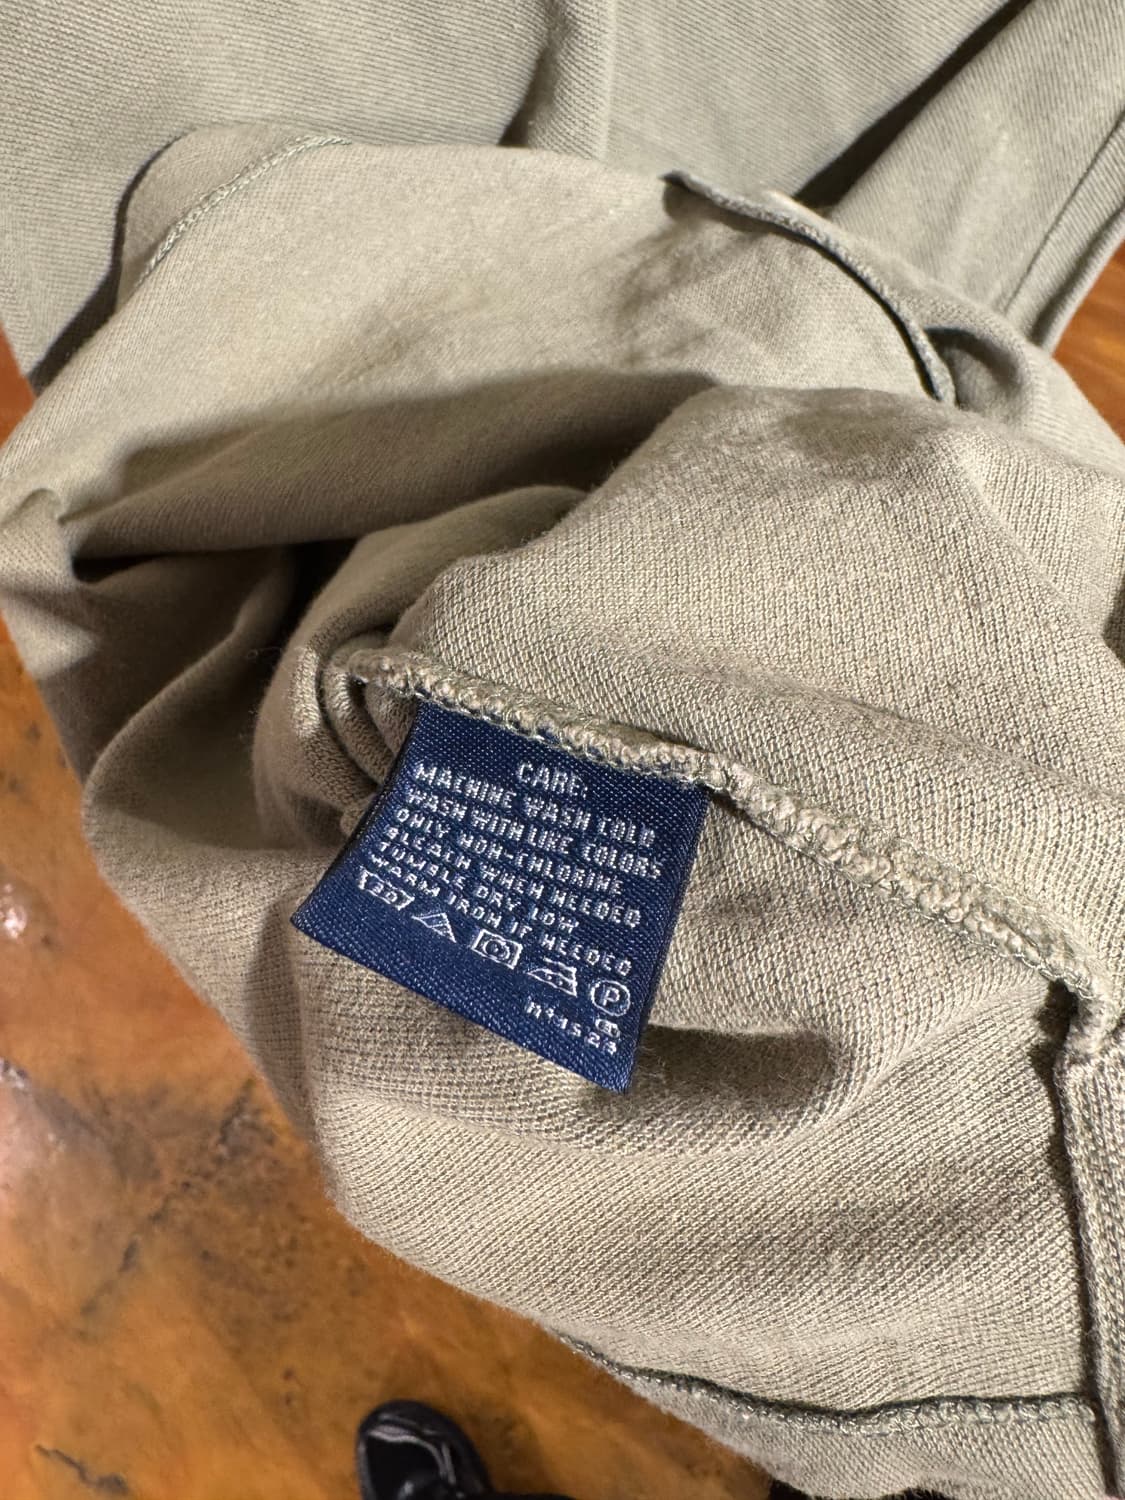 CARE:
MACHINE WASH COLD
WASH WITH LIKE COLORS
ONLY NON-CHLORINE
BLEACH WHEN NEEDED
TUMBLE DRY LOW
WARM IRON IF NEEDED
P